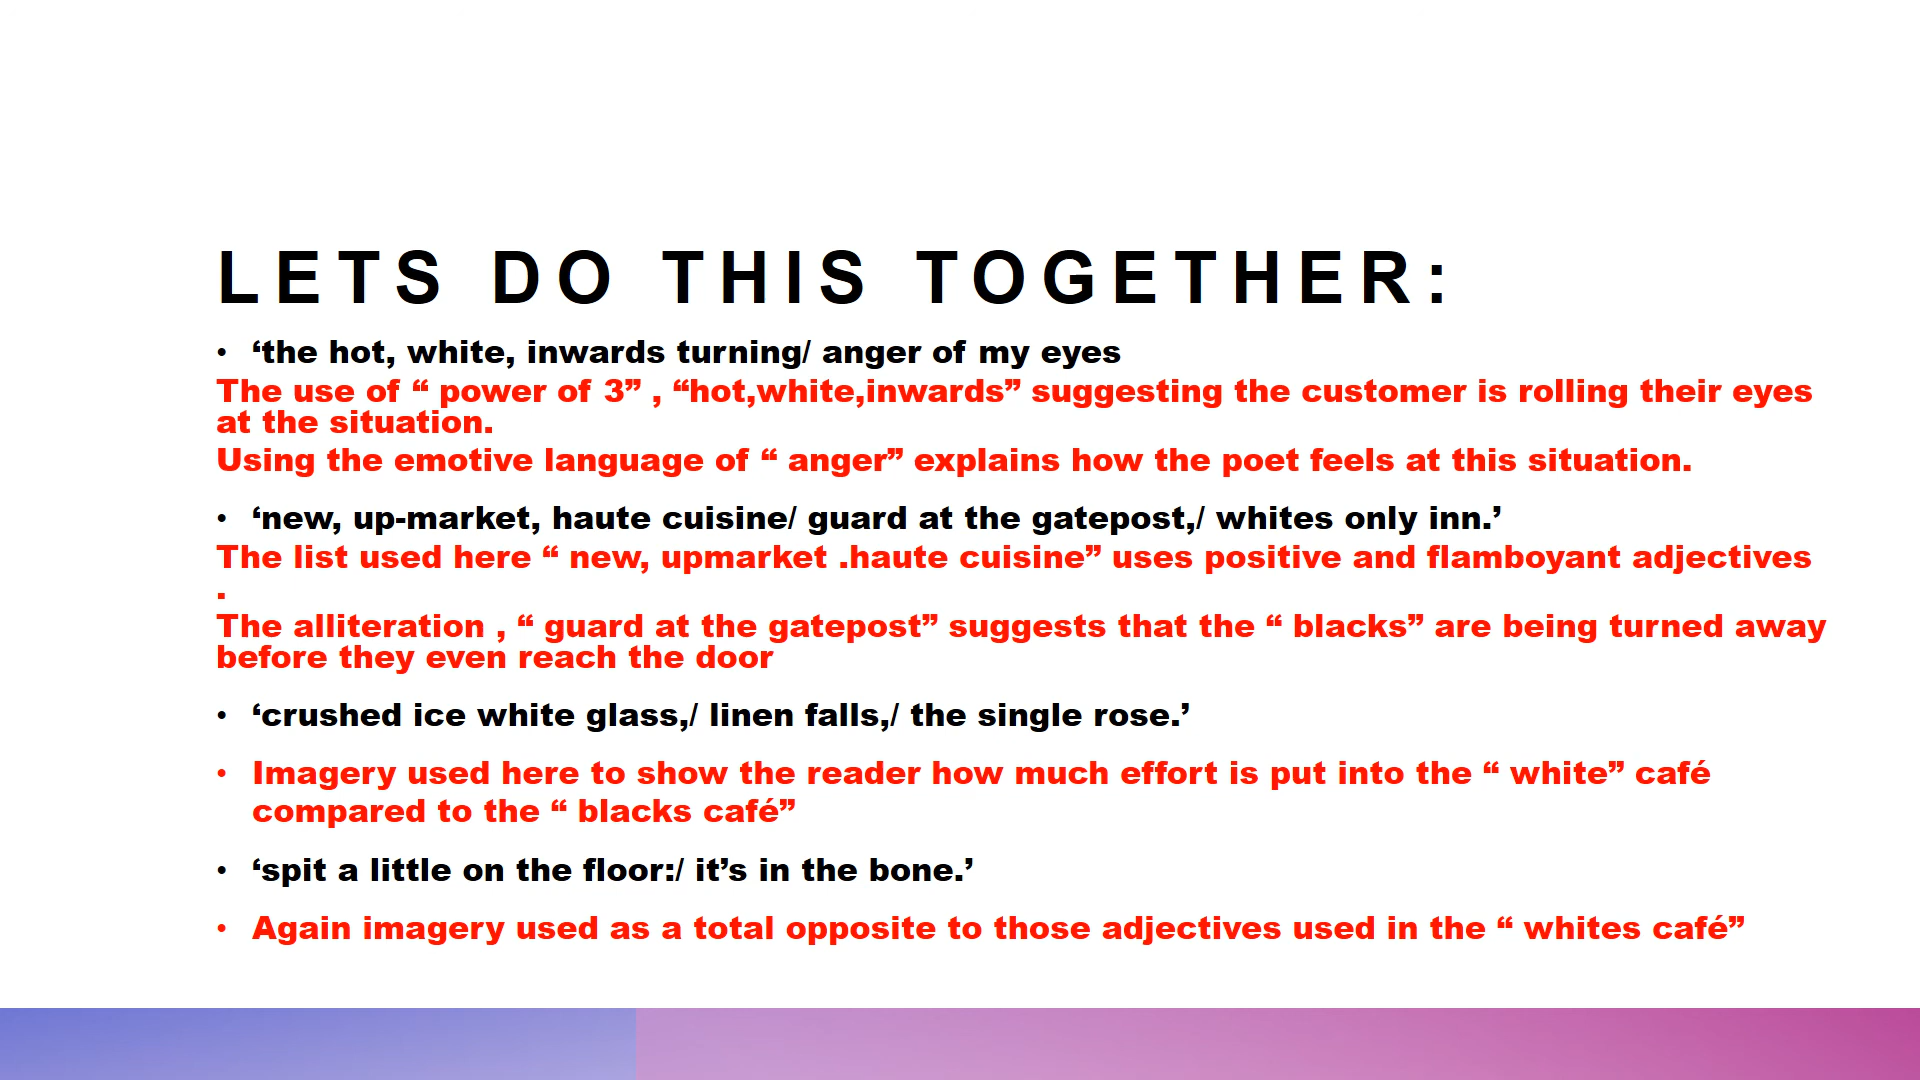 LETS DO THIS TOGETHER:
• ‘the hot, white, inwards turning/ anger of my eyes
The use of “ power of 3” , “hot,white,inwards” suggesting the customer is rolling their eyes
at the situation.
Using the emotive language of “ anger” explains how the poet feels at this situation.
• ‘new, up-market, haute cuisine/ guard at the gatepost,/ whites only inn.’
The list used here “ new, upmarket .haute cuisine” uses positive and flamboyant adjectives
.
The alliteration , “ guard at the gatepost” suggests that the “ blacks” are being turned away
before they even reach the door
• ‘crushed ice white glass,/ linen falls,/ the single rose.’
• Imagery used here to show the reader how much effort is put into the “ white” café
compared to the “ blacks café”
• ‘spit a little on the floor:/ it’s in the bone.’
• Again imagery used as a total opposite to those adjectives used in the “ whites café”